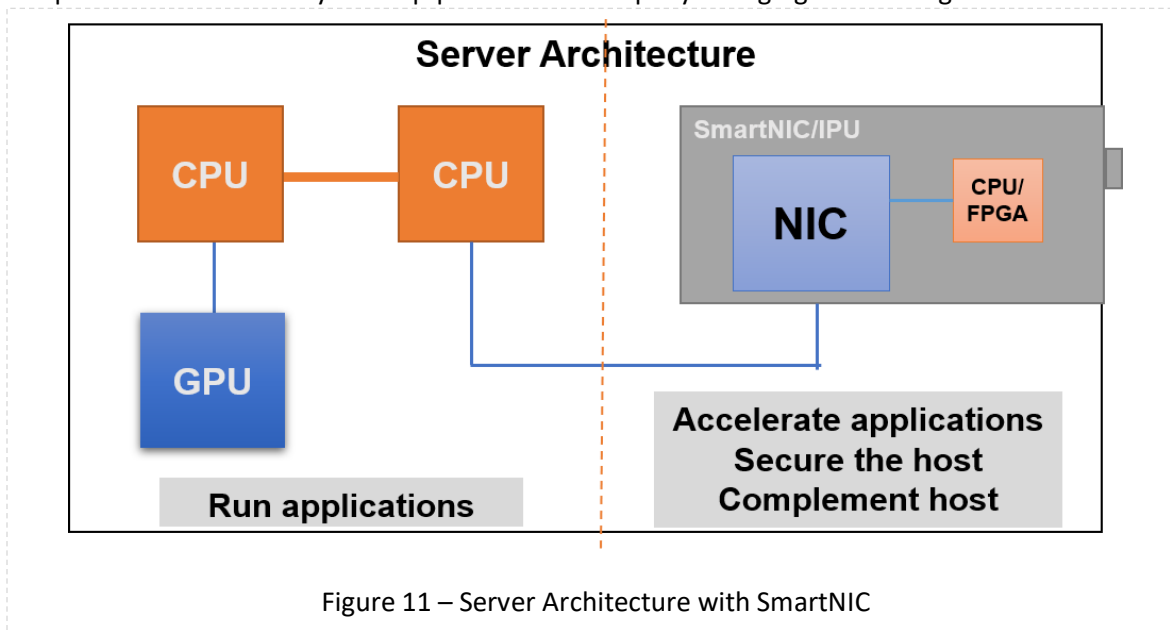 Server Architecture
CPU
CPU
GPU
Run applications
SmartNIC/IPU
NIC
CPU/
FPGA
Accelerate applications
Secure the host
Complement host
Figure 11 – Server Architecture with SmartNIC